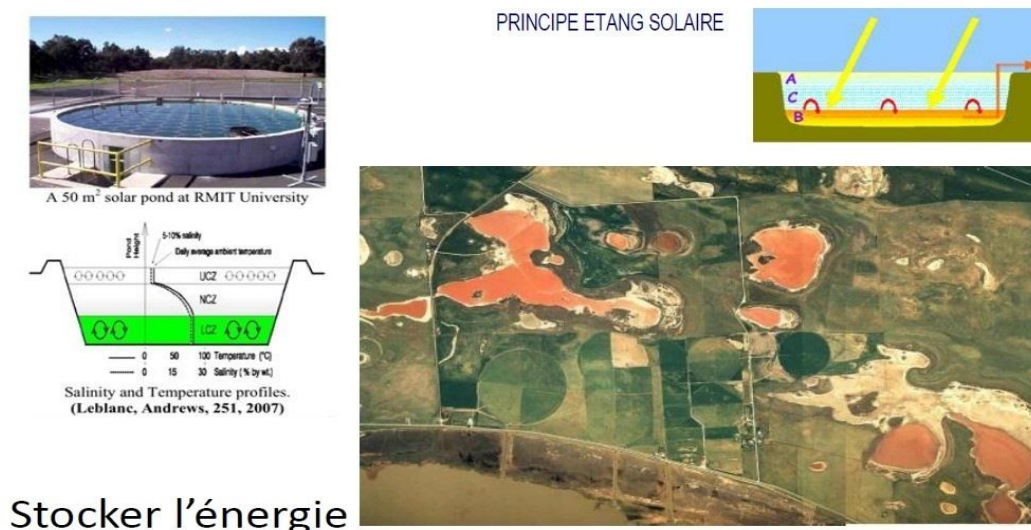 PRINCIPE ETANG SOLAIRE
A
C
B
A 50 m² solar pond at RMIT University
Pond Height
5-10% salinity
Daily average ambient temperature
UCZ
NCZ
LCZ
0 50 100 Temperature (°C)
0 15 30 Salinity ( % by wt.)
Salinity and Temperature profiles.
(Leblanc, Andrews, 251, 2007)
Stocker l’énergie